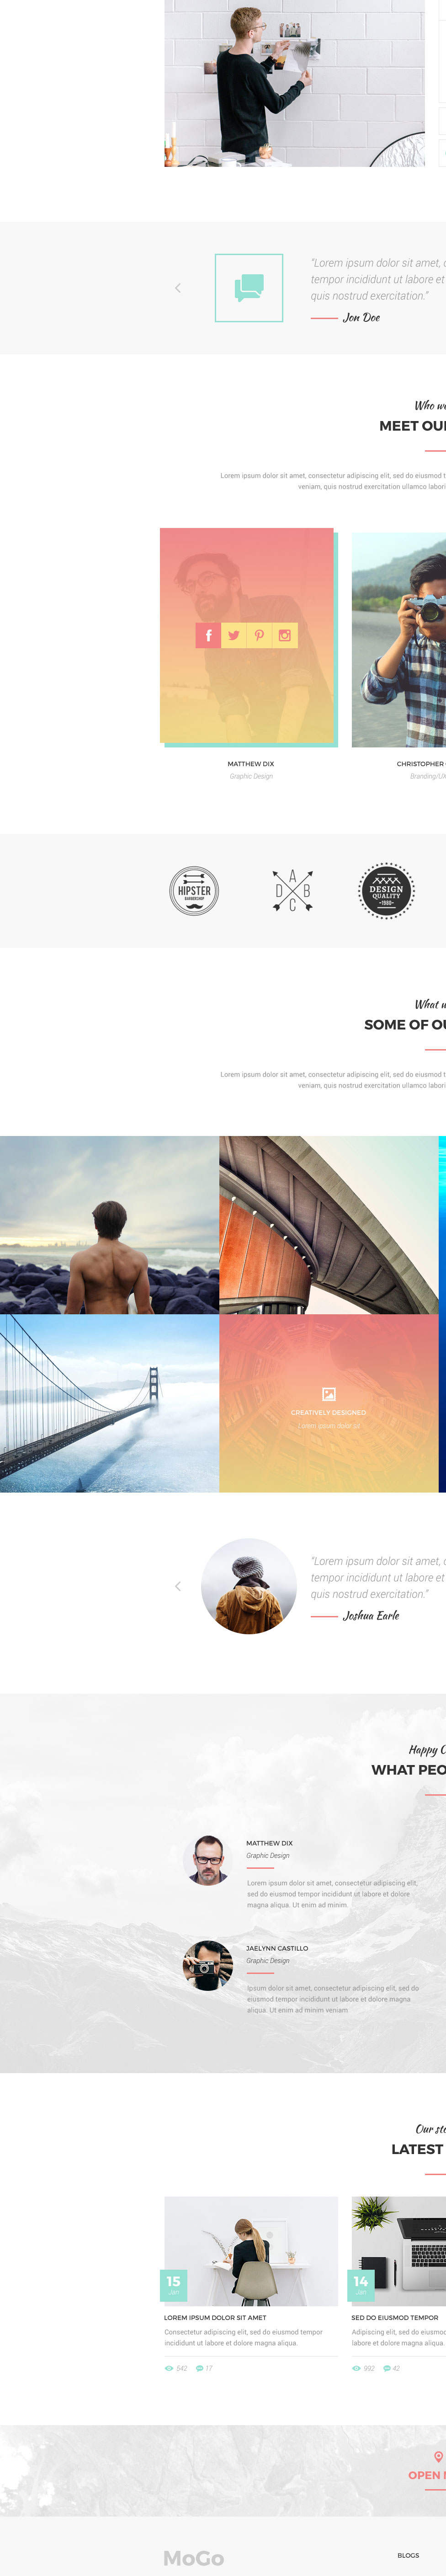 "Lorem ipsum dolor sit amet,
tempor incididunt ut labore et
quis nostrud exercitation."
Jon Doe
Who we
MEET OUR
Lorem ipsum dolor sit amet, consectetur adipiscing elit, sed do eiusmod t
veniam, quis nostrud exercitation ullamco labori
MATTHEW DIX
Graphic Design
CHRISTOPHER
Branding/UX
HIPSTER
BARBERSHOP
A
D B
C
DESIGN
QUALITY
1980
What w
SOME OF OU
Lorem ipsum dolor sit amet, consectetur adipiscing elit, sed do eiusmod t
veniam, quis nostrud exercitation ullamco labori
CREATIVELY DESIGNED
Lorem ipsum dolor sit
"Lorem ipsum dolor sit amet,
tempor incididunt ut labore et
quis nostrud exercitation."
Joshua Earle
Happy C
WHAT PEO
MATTHEW DIX
Graphic Design
Lorem ipsum dolor sit amet, consectetur adipiscing elit,
sed do eiusmod tempor incididunt ut labore et dolore
magna aliqua. Ut enim ad minim.
JAELYNN CASTILLO
Graphic Design
Ipsum dolor sit amet, consectetur adipiscing elit, sed do
eiusmod tempor incididunt ut labore et dolore magna
aliqua. Ut enim ad minim veniam
Our sto
LATEST
15
Jan
14
Jan
LOREM IPSUM DOLOR SIT AMET
Consectetur adipiscing elit, sed do eiusmod tempor
incididunt ut labore et dolore magna aliqua.
542 17
SED DO EIUSMOD TEMPOR
Adipiscing elit, sed do eiusmod
labore et dolore magna aliqua.
992 42
OPEN
MoGo
BLOGS